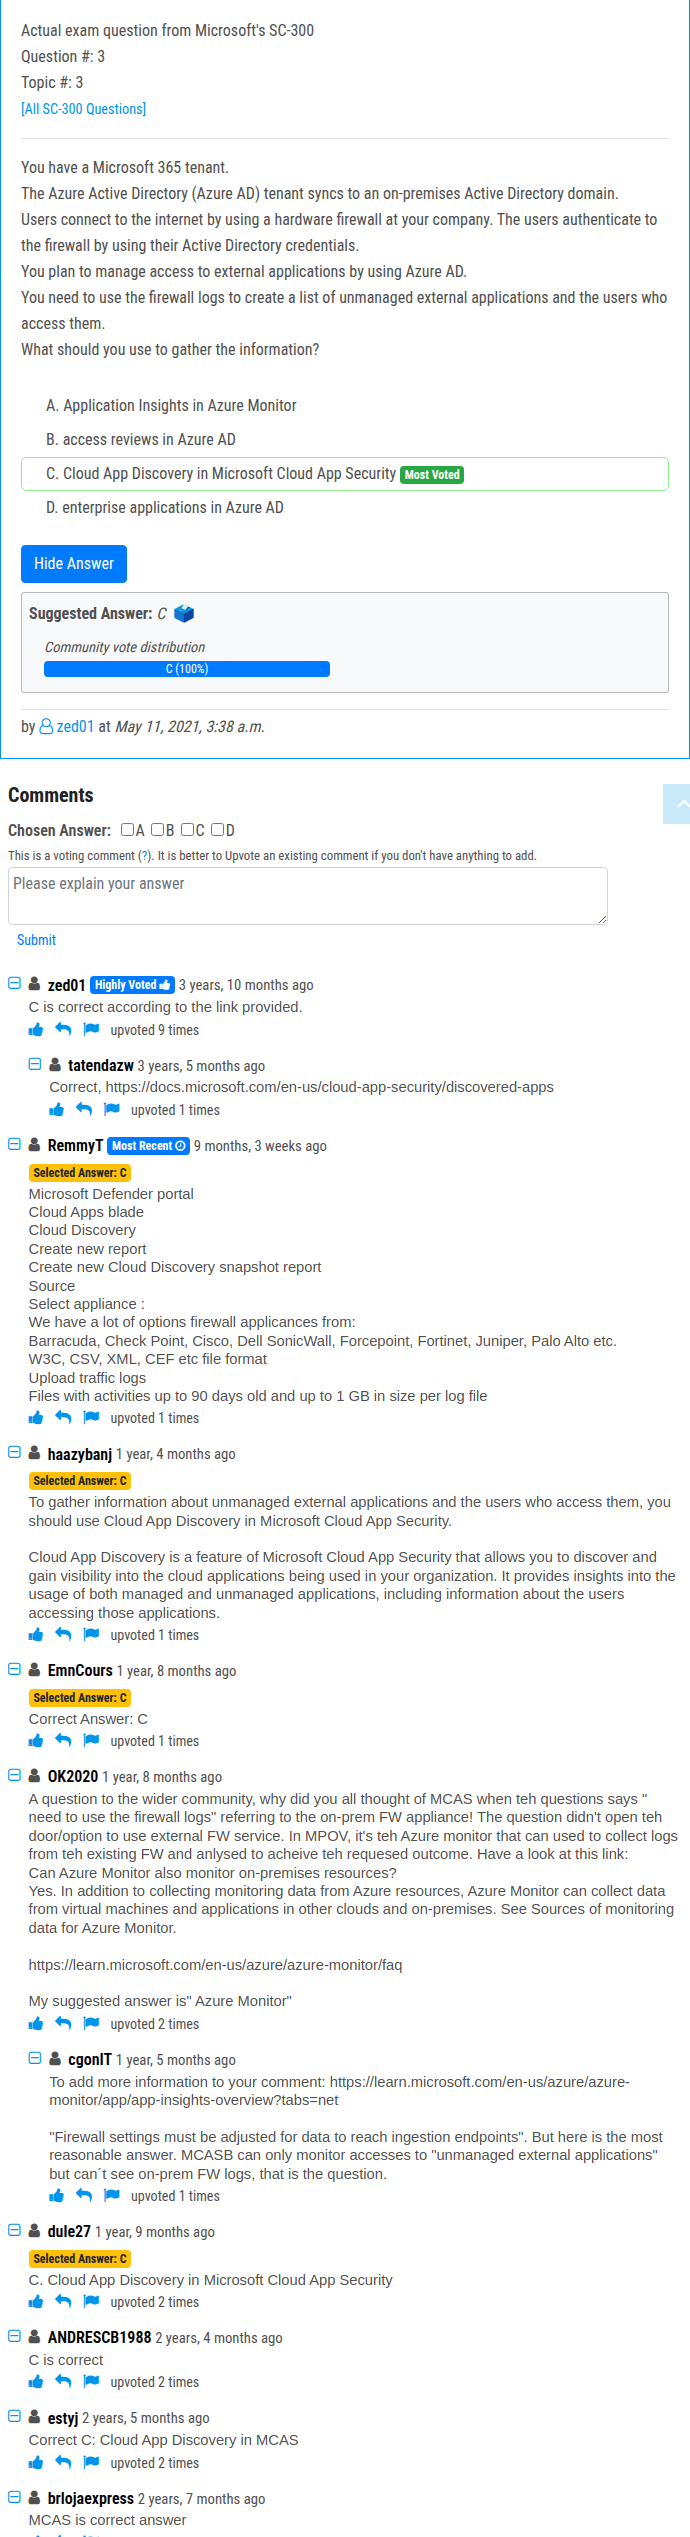 Actual exam question from Microsoft's SC-300
Question #: 3
Topic #: 3
[All SC-300 Questions]
You have a Microsoft 365 tenant.
The Azure Active Directory (Azure AD) tenant syncs to an on-premises Active Directory domain.
Users connect to the internet by using a hardware firewall at your company. The users authenticate to
the firewall by using their Active Directory credentials.
You plan to manage access to external applications by using Azure AD.
You need to use the firewall logs to create a list of unmanaged external applications and the users who
access them.
What should you use to gather the information?
A. Application Insights in Azure Monitor
B. access reviews in Azure AD
C. Cloud App Discovery in Microsoft Cloud App Security Most Voted
D. enterprise applications in Azure AD
Hide Answer
Suggested Answer: C
Community vote distribution
C (100%)
by zed01 at May 11, 2021, 3:38 a.m.
Comments
Chosen Answer: A B C D
This is a voting comment (?). It is better to Upvote an existing comment if you don't have anything to add.
Please explain your answer
Submit
zed01 Highly Voted 3 years, 10 months ago
C is correct according to the link provided.
upvoted 9 times
tatendazw 3 years, 5 months ago
Correct, https://docs.microsoft.com/en-us/cloud-app-security/discovered-apps
upvoted 1 times
RemmyT Most Recent 9 months, 3 weeks ago
Selected Answer: C
Microsoft Defender portal
Cloud Apps blade
Cloud Discovery
Create new report
Create new Cloud Discovery snapshot report
Source
Select appliance :
We have a lot of options firewall applicances from:
Barracuda, Check Point, Cisco, Dell SonicWall, Forcepoint, Fortinet, Juniper, Palo Alto etc.
W3C, CSV, XML, CEF etc file format
Upload traffic logs
Files with activities up to 90 days old and up to 1 GB in size per log file
upvoted 1 times
haazybanj 1 year, 4 months ago
Selected Answer: C
To gather information about unmanaged external applications and the users who access them, you
should use Cloud App Discovery in Microsoft Cloud App Security.
Cloud App Discovery is a feature of Microsoft Cloud App Security that allows you to discover and
gain visibility into the cloud applications being used in your organization. It provides insights into the
usage of both managed and unmanaged applications, including information about the users
accessing those applications.
upvoted 1 times
EmnCours 1 year, 8 months ago
Selected Answer: C
Correct Answer: C
upvoted 1 times
OK2020 1 year, 8 months ago
A question to the wider community, why did you all thought of MCAS when teh questions says "
need to use the firewall logs" referring to the on-prem FW appliance! The question didn't open teh
door/option to use external FW service. In MPOV, it's teh Azure monitor that can used to collect logs
from teh existing FW and anlysed to acheive teh requesed outcome. Have a look at this link:
Can Azure Monitor also monitor on-premises resources?
Yes. In addition to collecting monitoring data from Azure resources, Azure Monitor can collect data
from virtual machines and applications in other clouds and on-premises. See Sources of monitoring
data for Azure Monitor.
https://learn.microsoft.com/en-us/azure/azure-monitor/faq
My suggested answer is" Azure Monitor"
upvoted 2 times
cgonIT 1 year, 5 months ago
To add more information to your comment: https://learn.microsoft.com/en-us/azure/azure-
monitor/app/app-insights-overview?tabs=net
"Firewall settings must be adjusted for data to reach ingestion endpoints". But here is the most
reasonable answer. MCASB can only monitor accesses to "unmanaged external applications"
but can´t see on-prem FW logs, that is the question.
upvoted 1 times
dule27 1 year, 9 months ago
Selected Answer: C
C. Cloud App Discovery in Microsoft Cloud App Security
upvoted 2 times
ANDRESCB1988 2 years, 4 months ago
C is correct
upvoted 2 times
estyj 2 years, 5 months ago
Correct C: Cloud App Discovery in MCAS
upvoted 2 times
brlojaexpress 2 years, 7 months ago
MCAS is correct answer